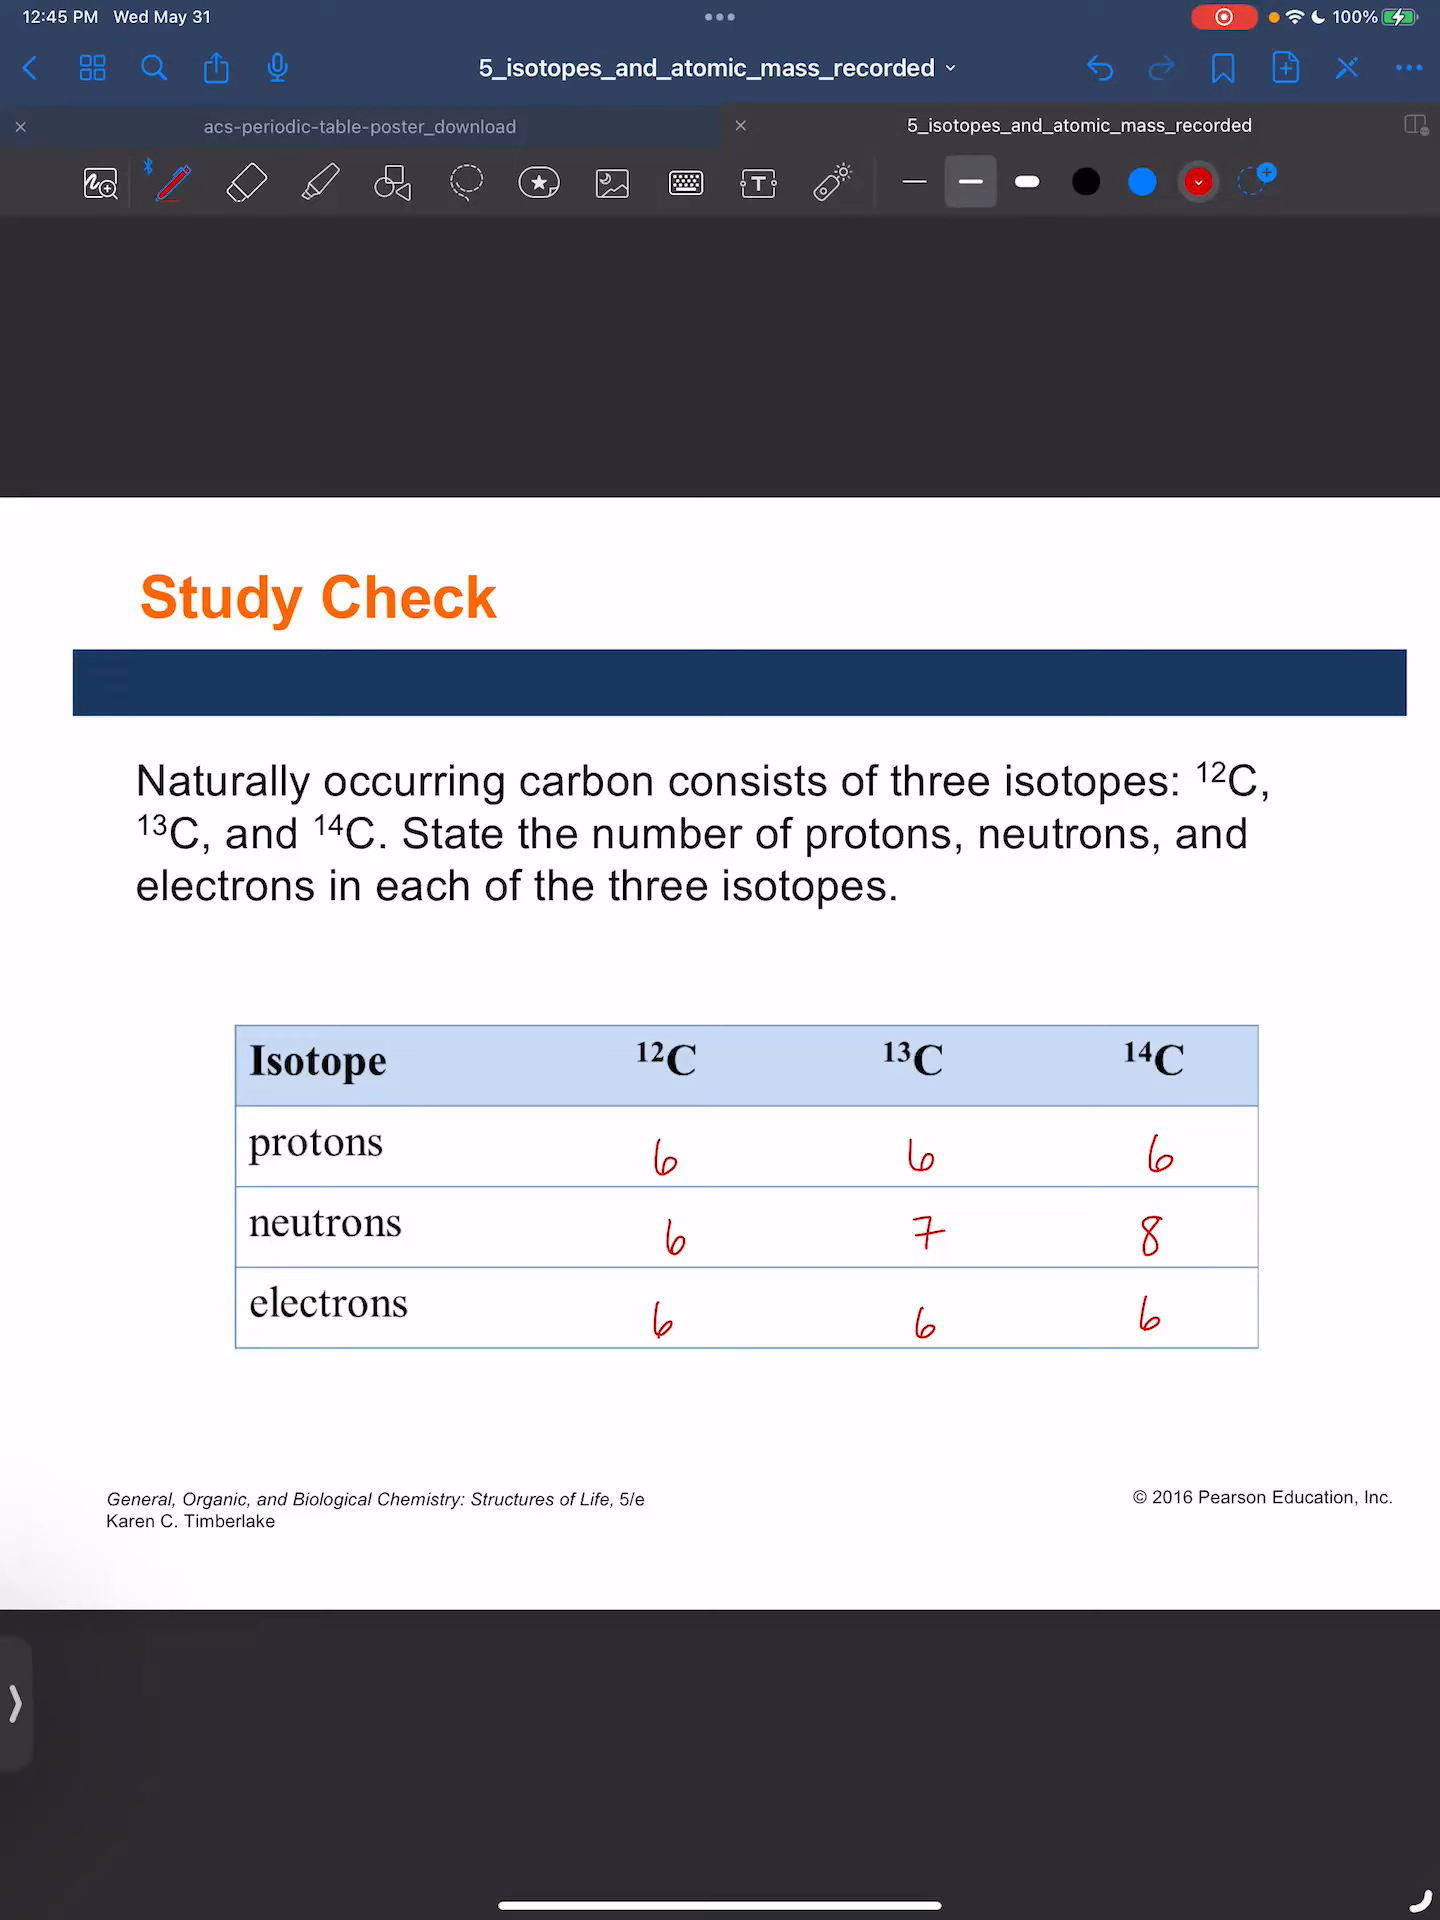 12:45 PM Wed May 31
100%
5_isotopes_and_atomic_mass_recorded
acs-periodic-table-poster_download
5_isotopes_and_atomic_mass_recorded
T
Study Check
Naturally occurring carbon consists of three isotopes: ¹²C,
¹³C, and ¹⁴C. State the number of protons, neutrons, and
electrons in each of the three isotopes.
Isotope ¹²C ¹³C ¹⁴C
protons 6 6 6
neutrons 6 7 8
electrons 6 6 6
General, Organic, and Biological Chemistry: Structures of Life, 5/e
Karen C. Timberlake
© 2016 Pearson Education, Inc.